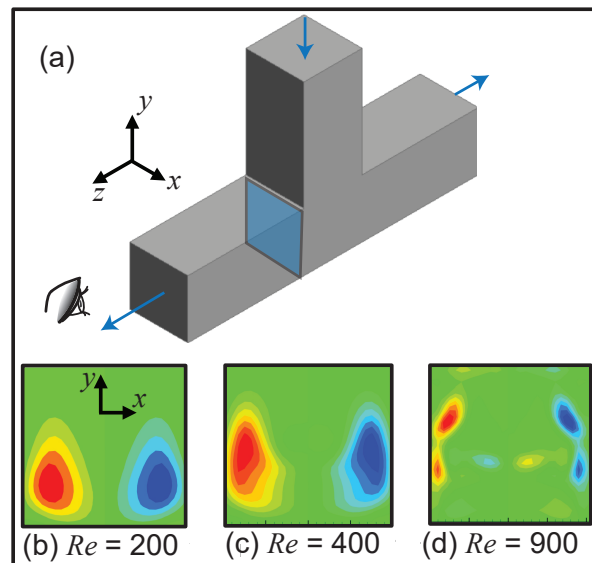 (a)
y
z
x
y
x
(b) Re = 200
(c) Re = 400
(d) Re = 900